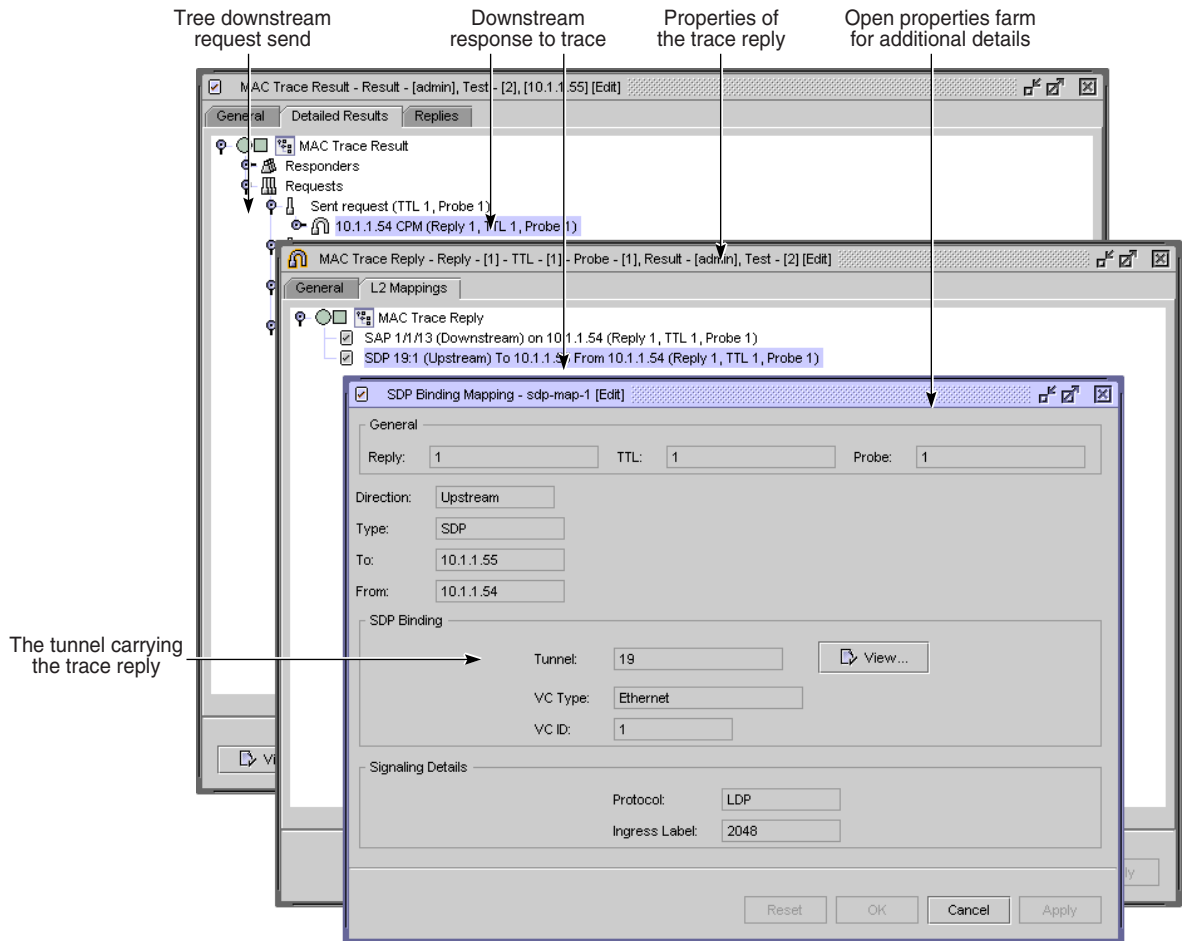 Tree downstream
request send
Downstream
response to trace
Properties of
the trace reply
Open properties farm
for additional details
MAC Trace Result - Result - [admin], Test - [2], [10.1.1.55] [Edit]
General Detailed Results Replies
MAC Trace Result
Responders
Requests
Sent request (TTL 1, Probe 1)
10.1.1.54 CPM (Reply 1, TTL 1, Probe 1)
MAC Trace Reply - Reply - [1] - TTL - [1] - Probe - [1], Result - [admin], Test - [2] [Edit]
General L2 Mappings
MAC Trace Reply
SAP 1/1/13 (Downstream) on 10.1.1.54 (Reply 1, TTL 1, Probe 1)
SDP 19:1 (Upstream) To 10.1.1.55 From 10.1.1.54 (Reply 1, TTL 1, Probe 1)
SDP Binding Mapping - sdp-map-1 [Edit]
General
Reply: 1 TTL: 1 Probe: 1
Direction: Upstream
Type: SDP
To: 10.1.1.55
From: 10.1.1.54
SDP Binding
The tunnel carrying
the trace reply
Tunnel: 19 View...
VC Type: Ethernet
VC ID: 1
Signaling Details
Protocol: LDP
Ingress Label: 2048
Reset OK Cancel Apply